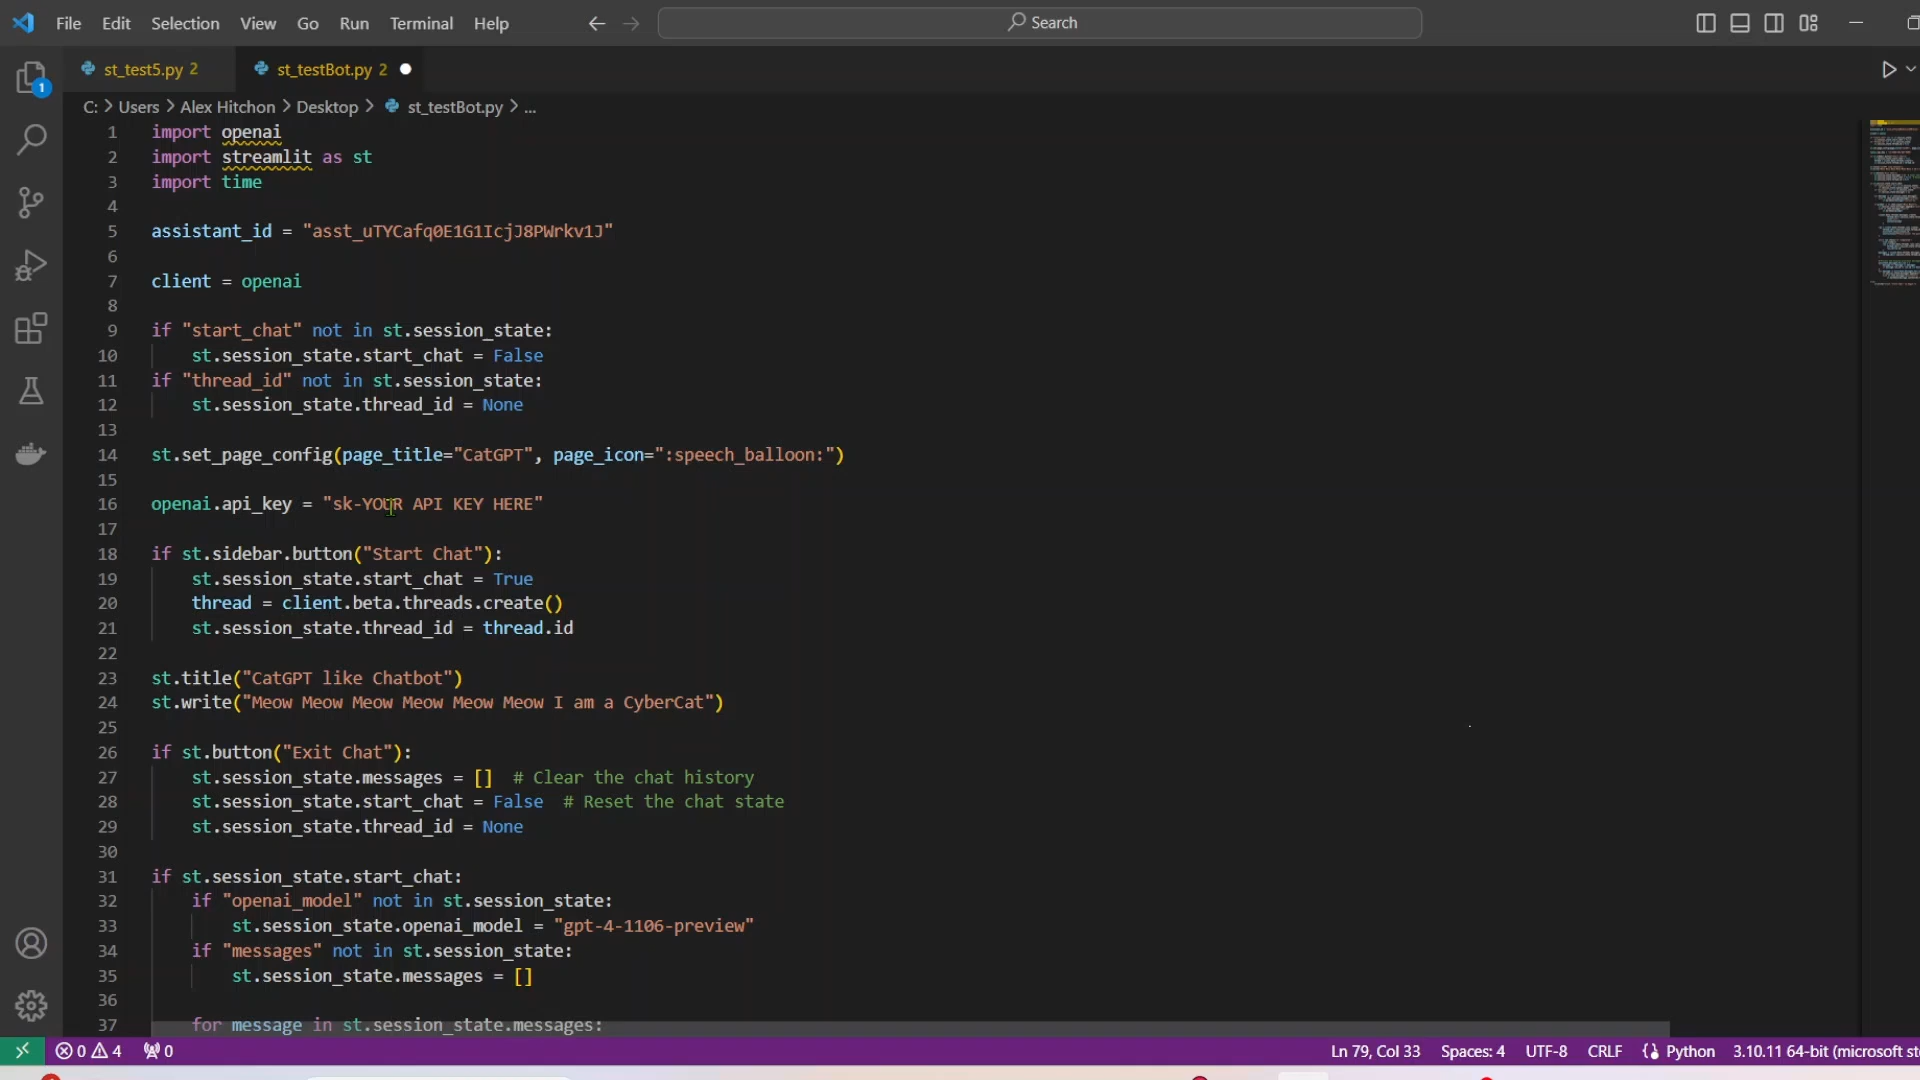 File Edit Selection View Go Run Terminal Help Search
st_test5.py 2 st_testBot.py 2
1
C: > Users > Alex Hitchon > Desktop > st_testBot.py > ...
1 import openai
2 import streamlit as st
3 import time
4
5 assistant_id = "asst_uTYCafq0E1G1IcjJ8PWrkv1J"
6
7 client = openai
8
9 if "start_chat" not in st.session_state:
10 st.session_state.start_chat = False
11 if "thread_id" not in st.session_state:
12 st.session_state.thread_id = None
13
14 st.set_page_config(page_title="CatGPT", page_icon=":speech_balloon:")
15
16 openai.api_key = "sk-YOUR API KEY HERE"
17
18 if st.sidebar.button("Start Chat"):
19 st.session_state.start_chat = True
20 thread = client.beta.threads.create()
21 st.session_state.thread_id = thread.id
22
23 st.title("CatGPT like Chatbot")
24 st.write("Meow Meow Meow Meow Meow Meow I am a CyberCat")
25
26 if st.button("Exit Chat"):
27 st.session_state.messages = [] # Clear the chat history
28 st.session_state.start_chat = False # Reset the chat state
29 st.session_state.thread_id = None
30
31 if st.session_state.start_chat:
32 if "openai_model" not in st.session_state:
33 st.session_state.openai_model = "gpt-4-1106-preview"
34 if "messages" not in st.session_state:
35 st.session_state.messages = []
36
37 for message in st.session_state.messages:
0 4 0 Ln 79, Col 33 Spaces: 4 UTF-8 CRLF Python 3.10.11 64-bit (microsoft sto